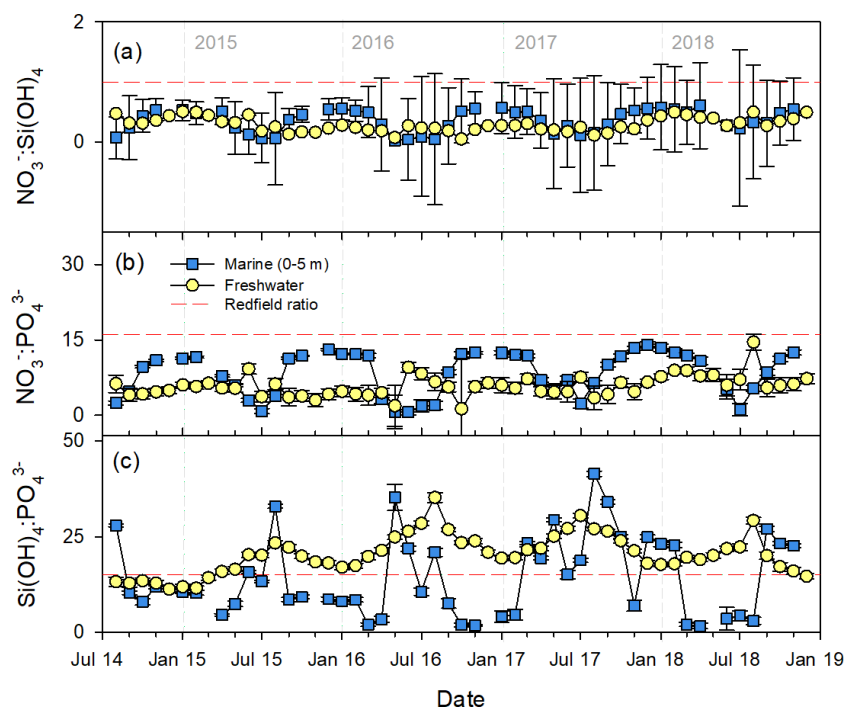 2
(a)
2015
2016
2017
2018
0
NO₃⁻:Si(OH)₄
(b)
Marine (0-5 m)
Freshwater
Redfield ratio
30
15
0
NO₃⁻:PO₄³⁻
(c)
50
25
0
Si(OH)₄:PO₄³⁻
Jul 14
Jan 15
Jul 15
Jan 16
Jul 16
Jan 17
Jul 17
Jan 18
Jul 18
Jan 19
Date